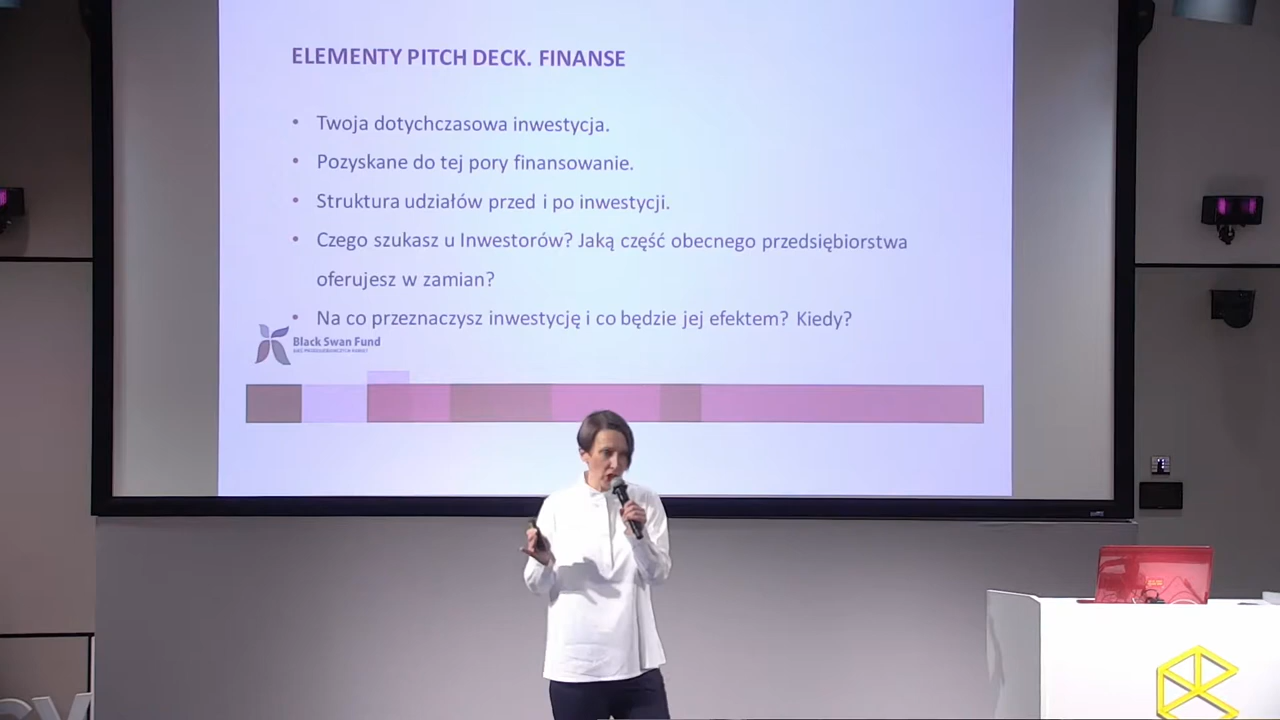 ELEMENTY PITCH DECK. FINANSE
• Twoja dotychczasowa inwestycja.
• Pozyskane do tej pory finansowanie.
• Struktura udziałów przed i po inwestycji.
• Czego szukasz u Inwestorów? Jaką część obecnego przedsiębiorstwa
oferujesz w zamian?
• Na co przeznaczysz inwestycję i co będzie jej efektem? Kiedy?
Black Swan Fund